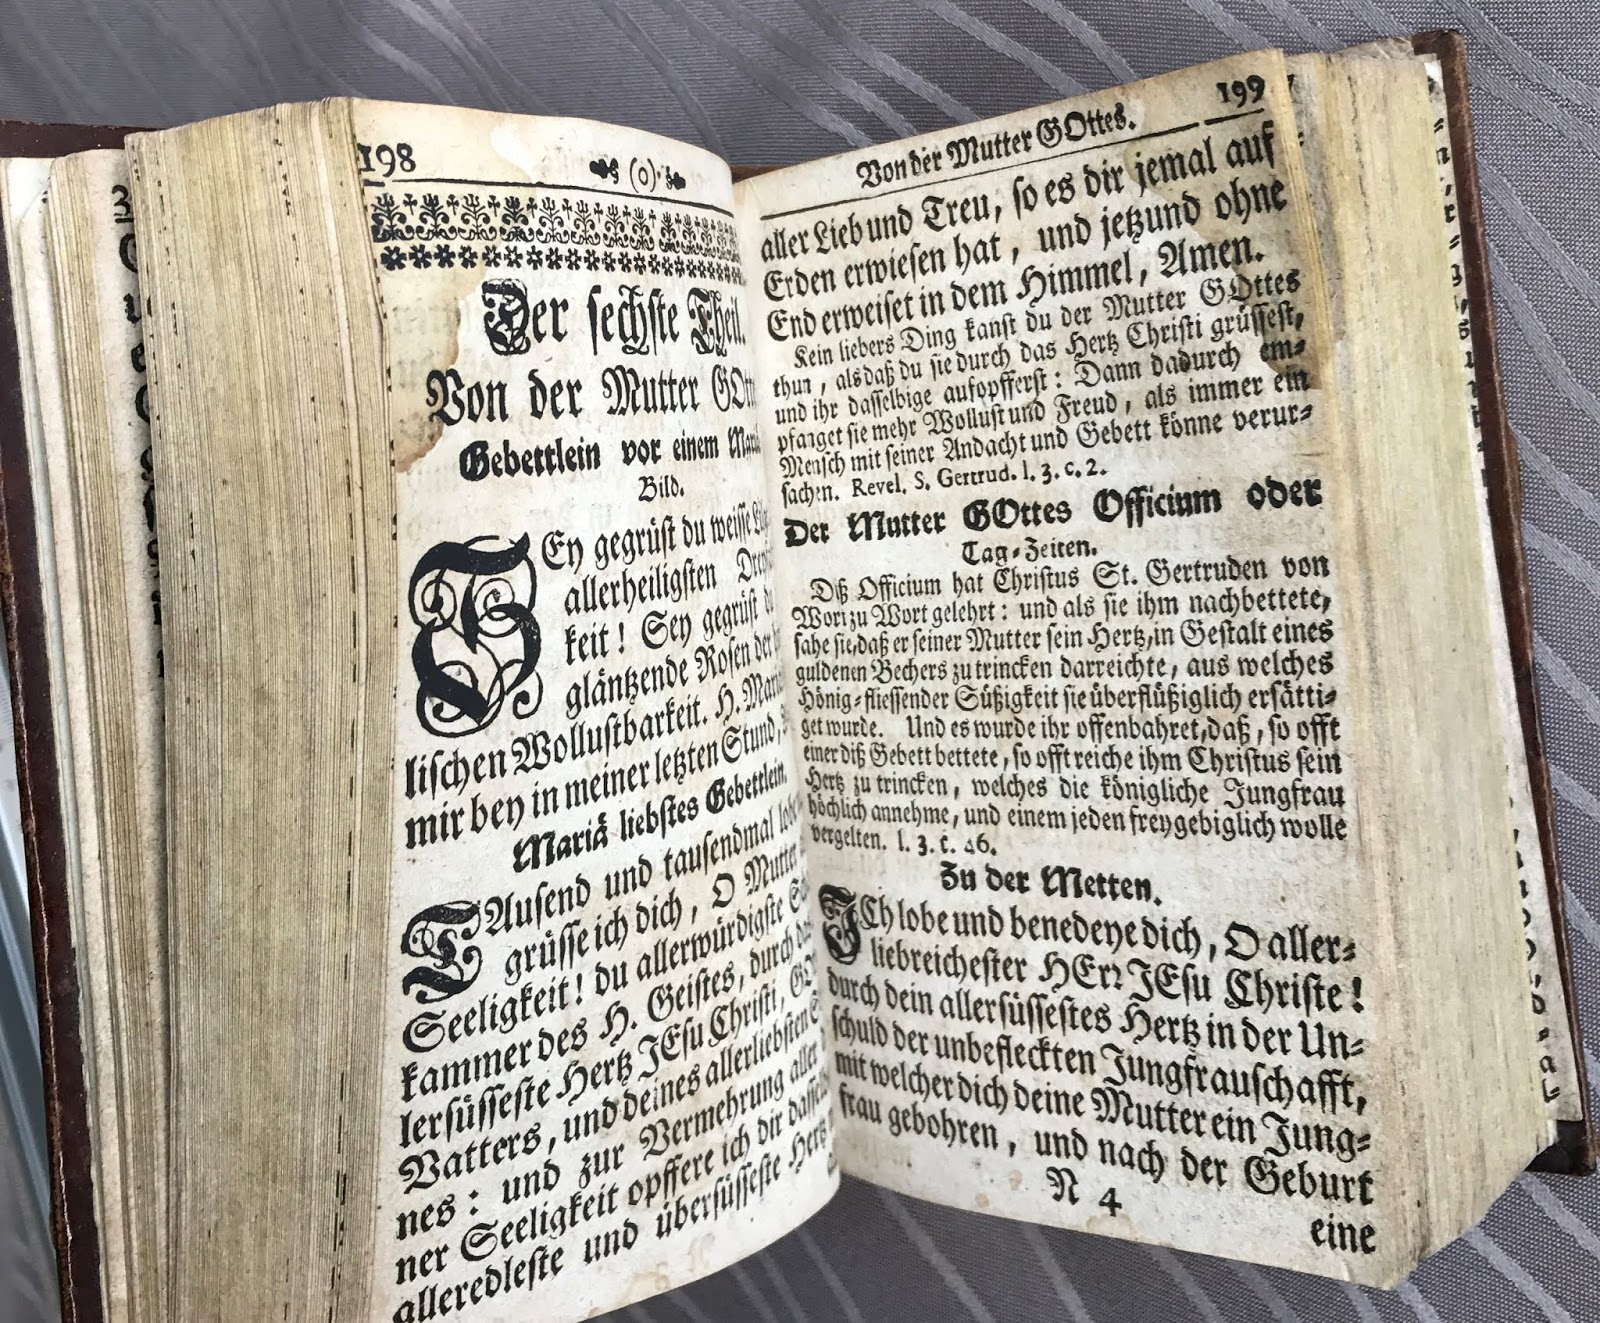 198
(o)
Der sechste Theil.
Von der Mutter
Gebettlein vor einem
Bild.
SEy gegrüst du weisse
allerheiligsten
keit! Sey gegrüst
gläntzende Rosen der
lischen Wollustbarkeit. H.
mir bey in meiner letzten Stund,
Mariä liebstes Gebettlein.
TAusend und tausendmal
grüsse ich dich, O Mutter
Seeligkeit! du allerwürdigste
kammer des H. Geistes, durch
lersüsseste Hertz JEsu Christi,
Vatters, und deines allerliebsten
nes: und zur Vermehrung aller
ner Seeligkeit opffere ich dir
alleredleste und übersüsseste Hertz
Von der Mutter GOttes. 199
aller Lieb und Treu, so es dir jemal auf
Erden erwiesen hat, und jetzund ohne
End erweiset in dem Himmel, Amen.
Kein liebers Ding kanst du der Mutter GOttes
thun, als daß du sie durch das Hertz Christi grüssest,
und ihr dasselbige aufopfferst: Dann dadurch em-
pfanget sie mehr Wollust und Freud, als immer ein
Mensch mit seiner Andacht und Gebett könne verur-
sachen. Revel. S. Gertrud. l. 3. c. 2.
Der Mutter GOttes Officium oder
Tag-Zeiten.
Diß Officium hat Christus St. Gertruden von
Wort zu Wort gelehrt: und als sie ihm nachbettete,
sahe sie, daß er seiner Mutter sein Hertz, in Gestalt eines
guldenen Bechers zu trincken darreichte, aus welches
Hönig-fliessender Süßigkeit sie überflüßiglich ersätti-
get wurde. Und es wurde ihr offenbahret, daß, so offt
einer diß Gebett bettete, so offt reiche ihm Christus sein
Hertz zu trincken, welches die königliche Jungfrau
höchlich annehme, und einem jeden freygebiglich wolle
vergelten. l. 3. c. 46.
Zu der Metten.
JCh lobe und benedeye dich, O aller-
liebreichester HErr JEsu Christe!
durch dein allersüssestes Hertz in der Un-
schuld der unbefleckten Jungfrauschafft,
mit welcher dich deine Mutter ein Jung-
frau gebohren, und nach der Geburt
N 4
eine